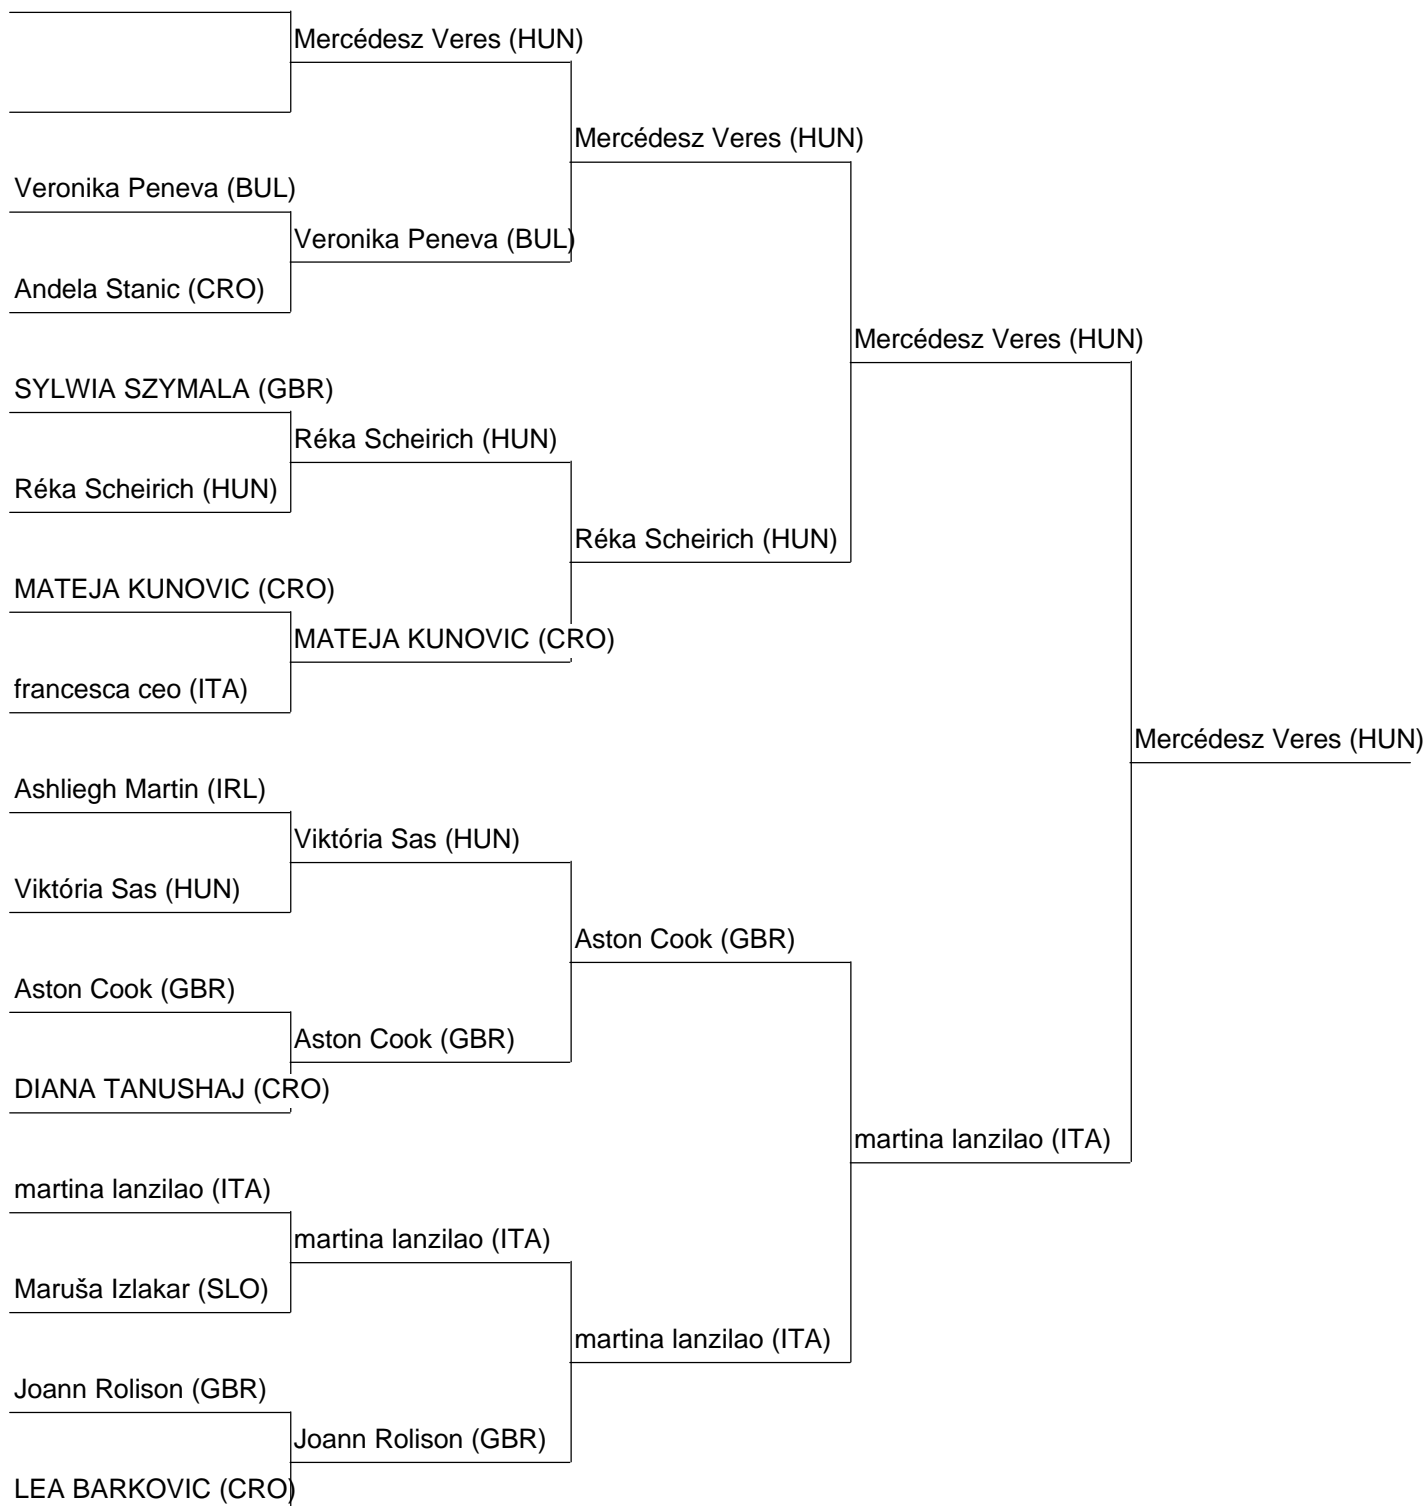 Mercédesz Veres (HUN)
Mercédesz Veres (HUN)
Veronika Peneva (BUL)
Veronika Peneva (BUL)
Andela Stanic (CRO)
Mercédesz Veres (HUN)
SYLWIA SZYMALA (GBR)
Réka Scheirich (HUN)
Réka Scheirich (HUN)
Réka Scheirich (HUN)
MATEJA KUNOVIC (CRO)
MATEJA KUNOVIC (CRO)
francesca ceo (ITA)
Mercédesz Veres (HUN)
Ashliegh Martin (IRL)
Viktória Sas (HUN)
Viktória Sas (HUN)
Aston Cook (GBR)
Aston Cook (GBR)
Aston Cook (GBR)
DIANA TANUSHAJ (CRO)
martina lanzilao (ITA)
martina lanzilao (ITA)
martina lanzilao (ITA)
Maruša Izlakar (SLO)
martina lanzilao (ITA)
Joann Rolison (GBR)
Joann Rolison (GBR)
LEA BARKOVIC (CRO)